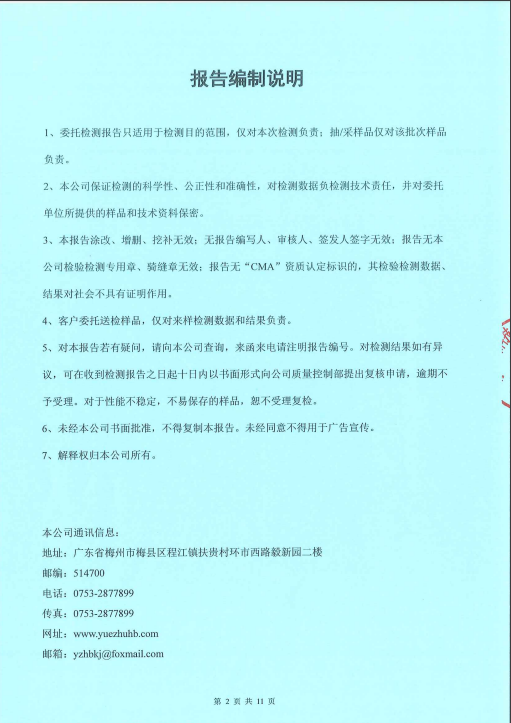 报告编制说明
1、委托检测报告只适用于检测目的范围，仅对本次检测负责；抽/采样品仅对该批次样品
负责。
2、本公司保证检测的科学性、公正性和准确性，对检测数据负检测技术责任，并对委托
单位所提供的样品和技术资料保密。
3、本报告涂改、增删、挖补无效；无报告编写人、审核人、签发人签字无效；报告无本
公司检验检测专用章、骑缝章无效；报告无“CMA”资质认定标识的，其检验检测数据、
结果对社会不具有证明作用。
4、客户委托送检样品，仅对来样检测数据和结果负责。
5、对本报告若有疑问，请向本公司查询，来函来电请注明报告编号。对检测结果如有异
议，可在收到检测报告之日起十日内以书面形式向公司质量控制部提出复核申请，逾期不
予受理。对于性能不稳定，不易保存的样品，恕不受理复检。
6、未经本公司书面批准，不得复制本报告。未经同意不得用于广告宣传。
7、解释权归本公司所有。
本公司通讯信息：
地址：广东省梅州市梅县区程江镇扶贵村环市西路毅新园二楼
邮编：514700
电话：0753-2877899
传真：0753-2877899
网址：www.yuezhuhb.com
邮箱：yzhbkj@foxmail.com
第 2 页 共 11 页